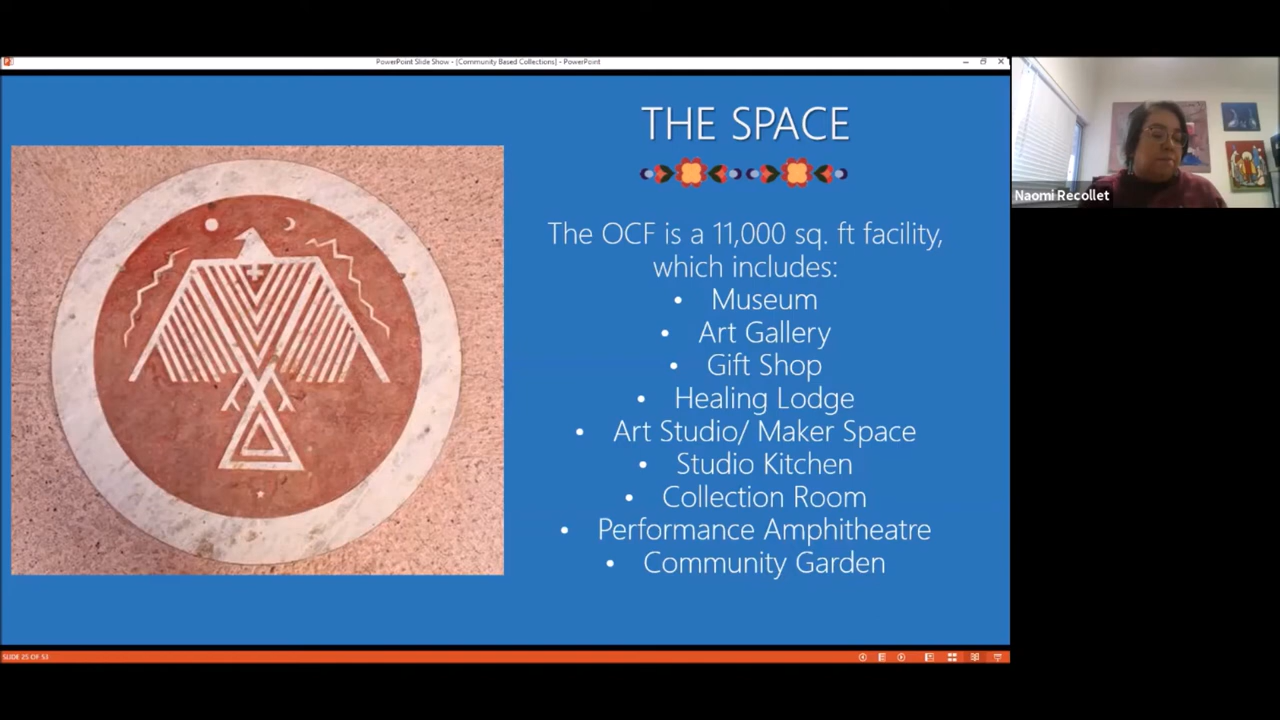 PowerPoint Slide Show - [Community Based Collections] - PowerPoint
THE SPACE
The OCF is a 11,000 sq. ft facility,
which includes:
• Museum
• Art Gallery
• Gift Shop
• Healing Lodge
• Art Studio/ Maker Space
• Studio Kitchen
• Collection Room
• Performance Amphitheatre
• Community Garden
SLIDE 25 OF 53
Naomi Recollet